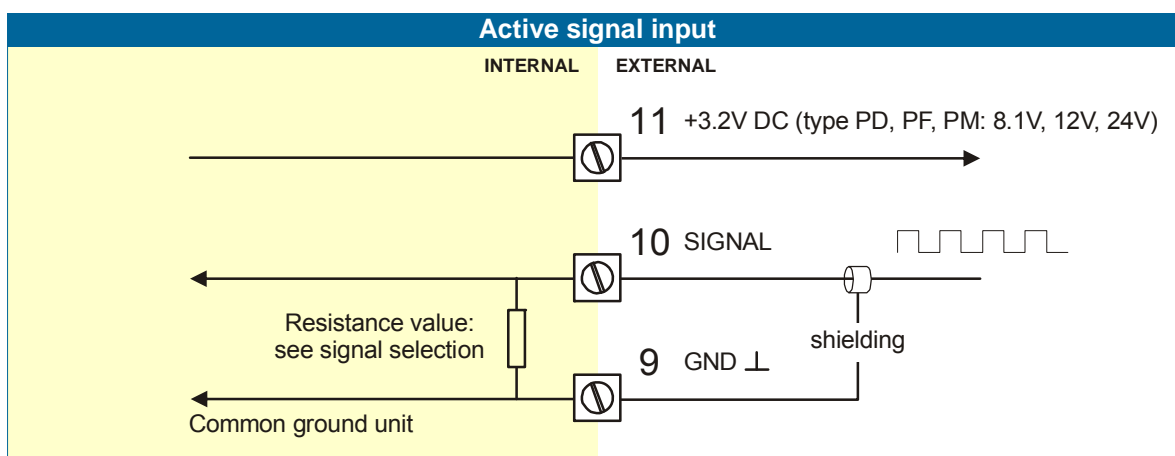 Active signal input
INTERNAL EXTERNAL
11 +3.2V DC (type PD, PF, PM: 8.1V, 12V, 24V)
10 SIGNAL
Resistance value:
see signal selection
shielding
9 GND ⊥
Common ground unit